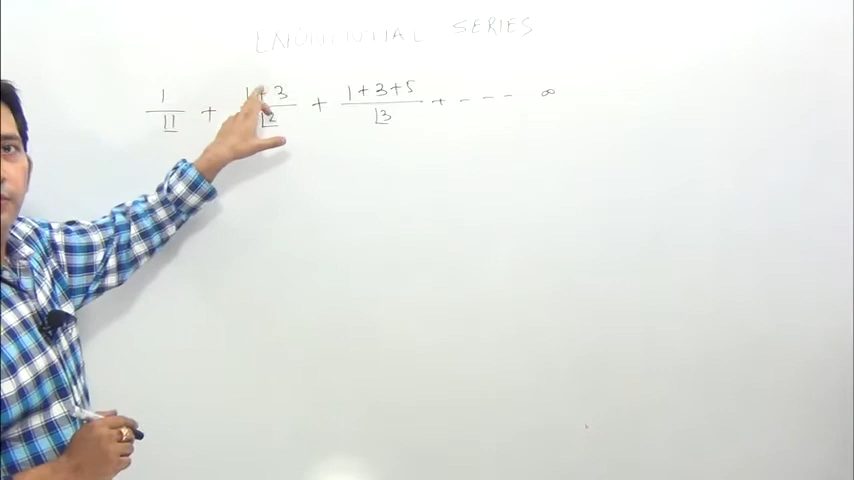 EXPONENTIAL SERIES
1/|1 + 1+3/|2 + 1+3+5/|3 + - - - - ∞